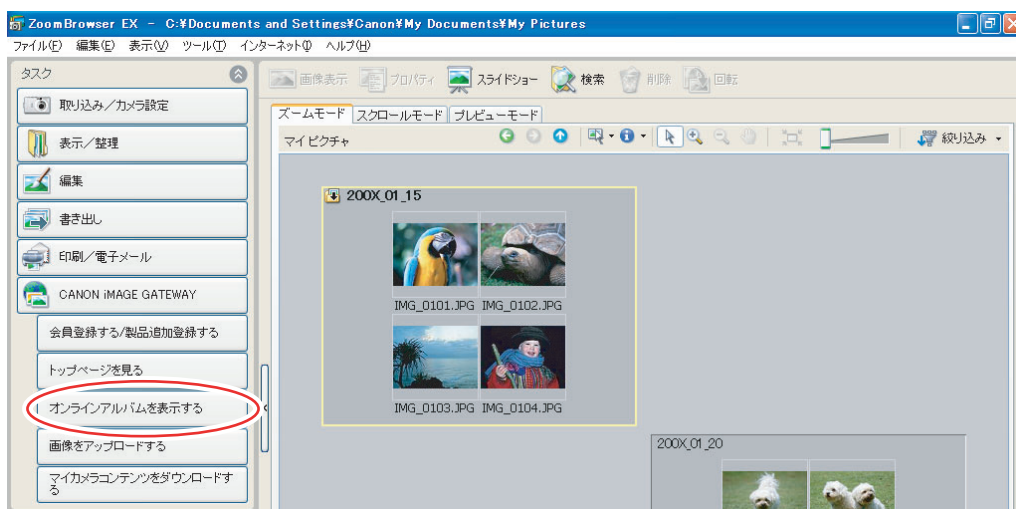 ZoomBrowser EX - C:¥Documents and Settings¥Canon¥My Documents¥My Pictures
ファイル(F) 編集(E) 表示(V) ツール(T) インターネット(I) ヘルプ(H)
タスク
取り込み/カメラ設定
表示/整理
編集
書き出し
印刷/電子メール
CANON iMAGE GATEWAY
会員登録する/製品追加登録する
トップページを見る
オンラインアルバムを表示する
画像をアップロードする
マイカメラコンテンツをダウンロードす
る
画像表示 プロパティ スライドショー 検索 削除 回転
ズームモード スクロールモード プレビューモード
マイ ピクチャ 絞り込み
200X_01_15
IMG_0101.JPG IMG_0102.JPG
IMG_0103.JPG IMG_0104.JPG
200X_01_20